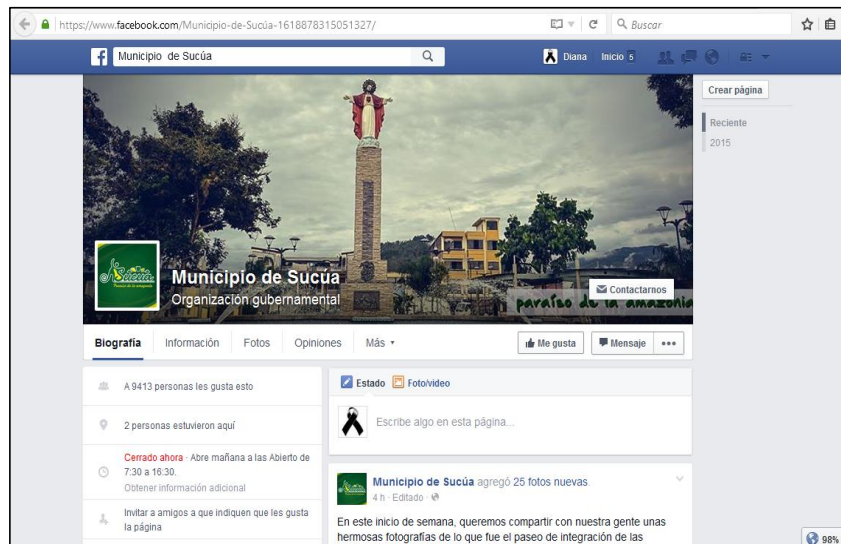 https://www.facebook.com/Municipio-de-Sucúa-1618878315051327/
Buscar
Municipio de Sucúa
Diana
Inicio 5
Crear página
Reciente
2015
Sucúa
Municipio de Sucúa
Organización gubernamental
Contactarnos
paraíso de la amazonía
Biografía
Información
Fotos
Opiniones
Más
Me gusta
Mensaje
A 9413 personas les gusta esto
2 personas estuvieron aquí
Cerrado ahora · Abre mañana a las Abierto de
7:30 a 16:30.
Obtener información adicional
Invitar a amigos a que indiquen que les gusta
la página
Estado
Foto/video
Escribe algo en esta página...
Municipio de Sucúa agregó 25 fotos nuevas.
4 h · Editado ·
En este inicio de semana, queremos compartir con nuestra gente unas
hermosas fotografías de lo que fue el paseo de integración de las
98%